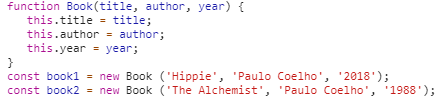 function Book(title, author, year) {
    this.title = title;
    this.author = author;
    this.year = year;
}
const book1 = new Book ('Hippie', 'Paulo Coelho', '2018');
const book2 = new Book ('The Alchemist', 'Paulo Coelho', '1988');